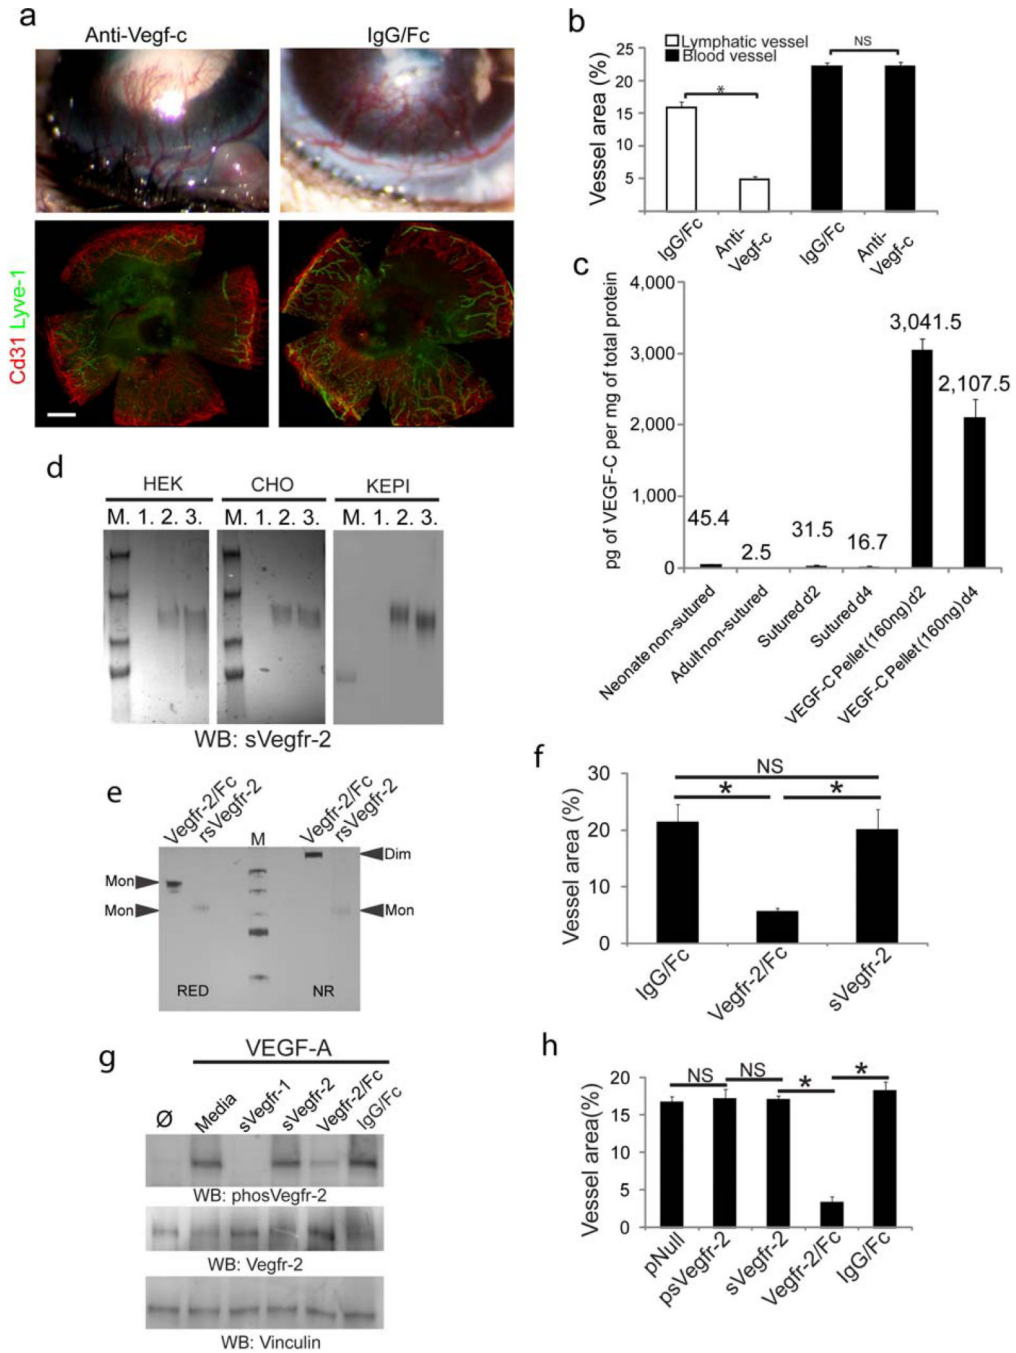 a
Anti-Vegf-c
IgG/Fc
Cd31 Lyve-1
b
Lymphatic vessel
Blood vessel
Vessel area (%)
25
20
15
10
5
*
NS
IgG/Fc
Anti-
Vegf-c
IgG/Fc
Anti-
Vegf-c
c
pg of VEGF-C per mg of total protein
4,000
3,000
2,000
1,000
0
45.4
2.5
31.5
16.7
3,041.5
2,107.5
Neonate non-sutured
Adult non-sutured
Sutured d2
Sutured d4
VEGF-C Pellet (160ng) d2
VEGF-C Pellet (160ng) d4
d
HEK
CHO
KEPI
M. 1. 2. 3.
M. 1. 2. 3.
M. 1. 2. 3.
WB: sVegfr-2
e
Vegfr-2/Fc
rsVegfr-2
M
Vegfr-2/Fc
rsVegfr-2
Mon
Mon
Dim
Mon
RED
NR
f
Vessel area (%)
30
20
10
0
NS
*
*
IgG/Fc
Vegfr-2/Fc
sVegfr-2
g
VEGF-A
Ø
Media
sVegfr-1
sVegfr-2
Vegfr-2/Fc
IgG/Fc
WB: phosVegfr-2
WB: Vegfr-2
WB: Vinculin
h
Vessel area(%)
20
15
10
5
0
NS
NS
*
*
pNull
psVegfr-2
sVegfr-2
Vegfr-2/Fc
IgG/Fc